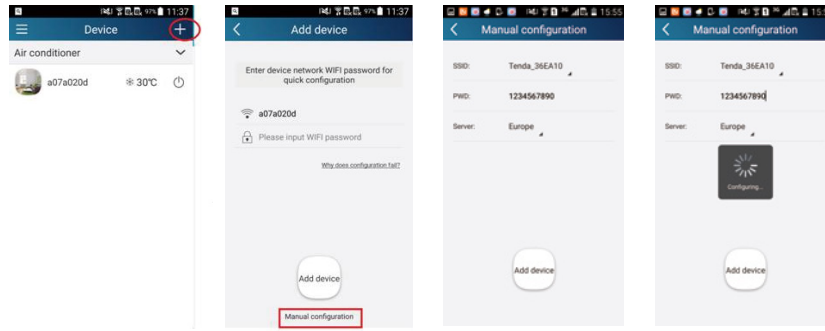 97% 11:37
Device
Air conditioner
a07a020d
30°C
97% 11:37
Add device
Enter device network WIFI password for
quick configuration
a07a020d
Please input WIFI password
Why does configuration fail?
Add device
Manual configuration
15:55
Manual configuration
SSID: Tenda_36EA10
PWD: 1234567890
Server: Europe
Add device
Manual configuration
SSID: Tenda_36EA10
PWD: 1234567890
Server: Europe
Configuring...
Add device